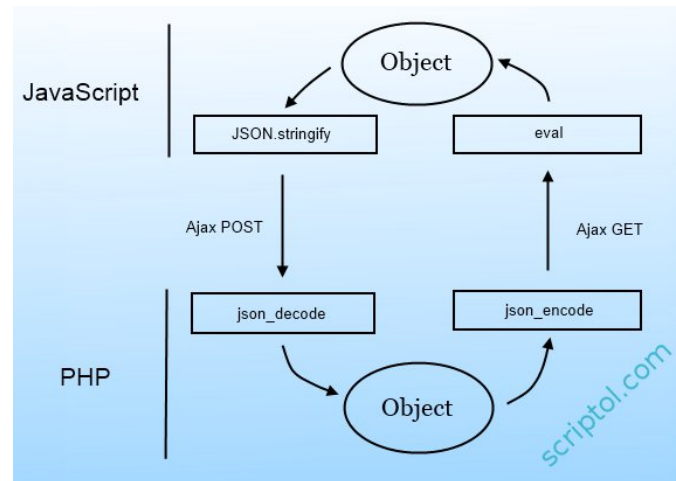 Object
JavaScript
JSON.stringify
eval
Ajax POST
Ajax GET
json_decode
json_encode
PHP
Object
scriptol.com